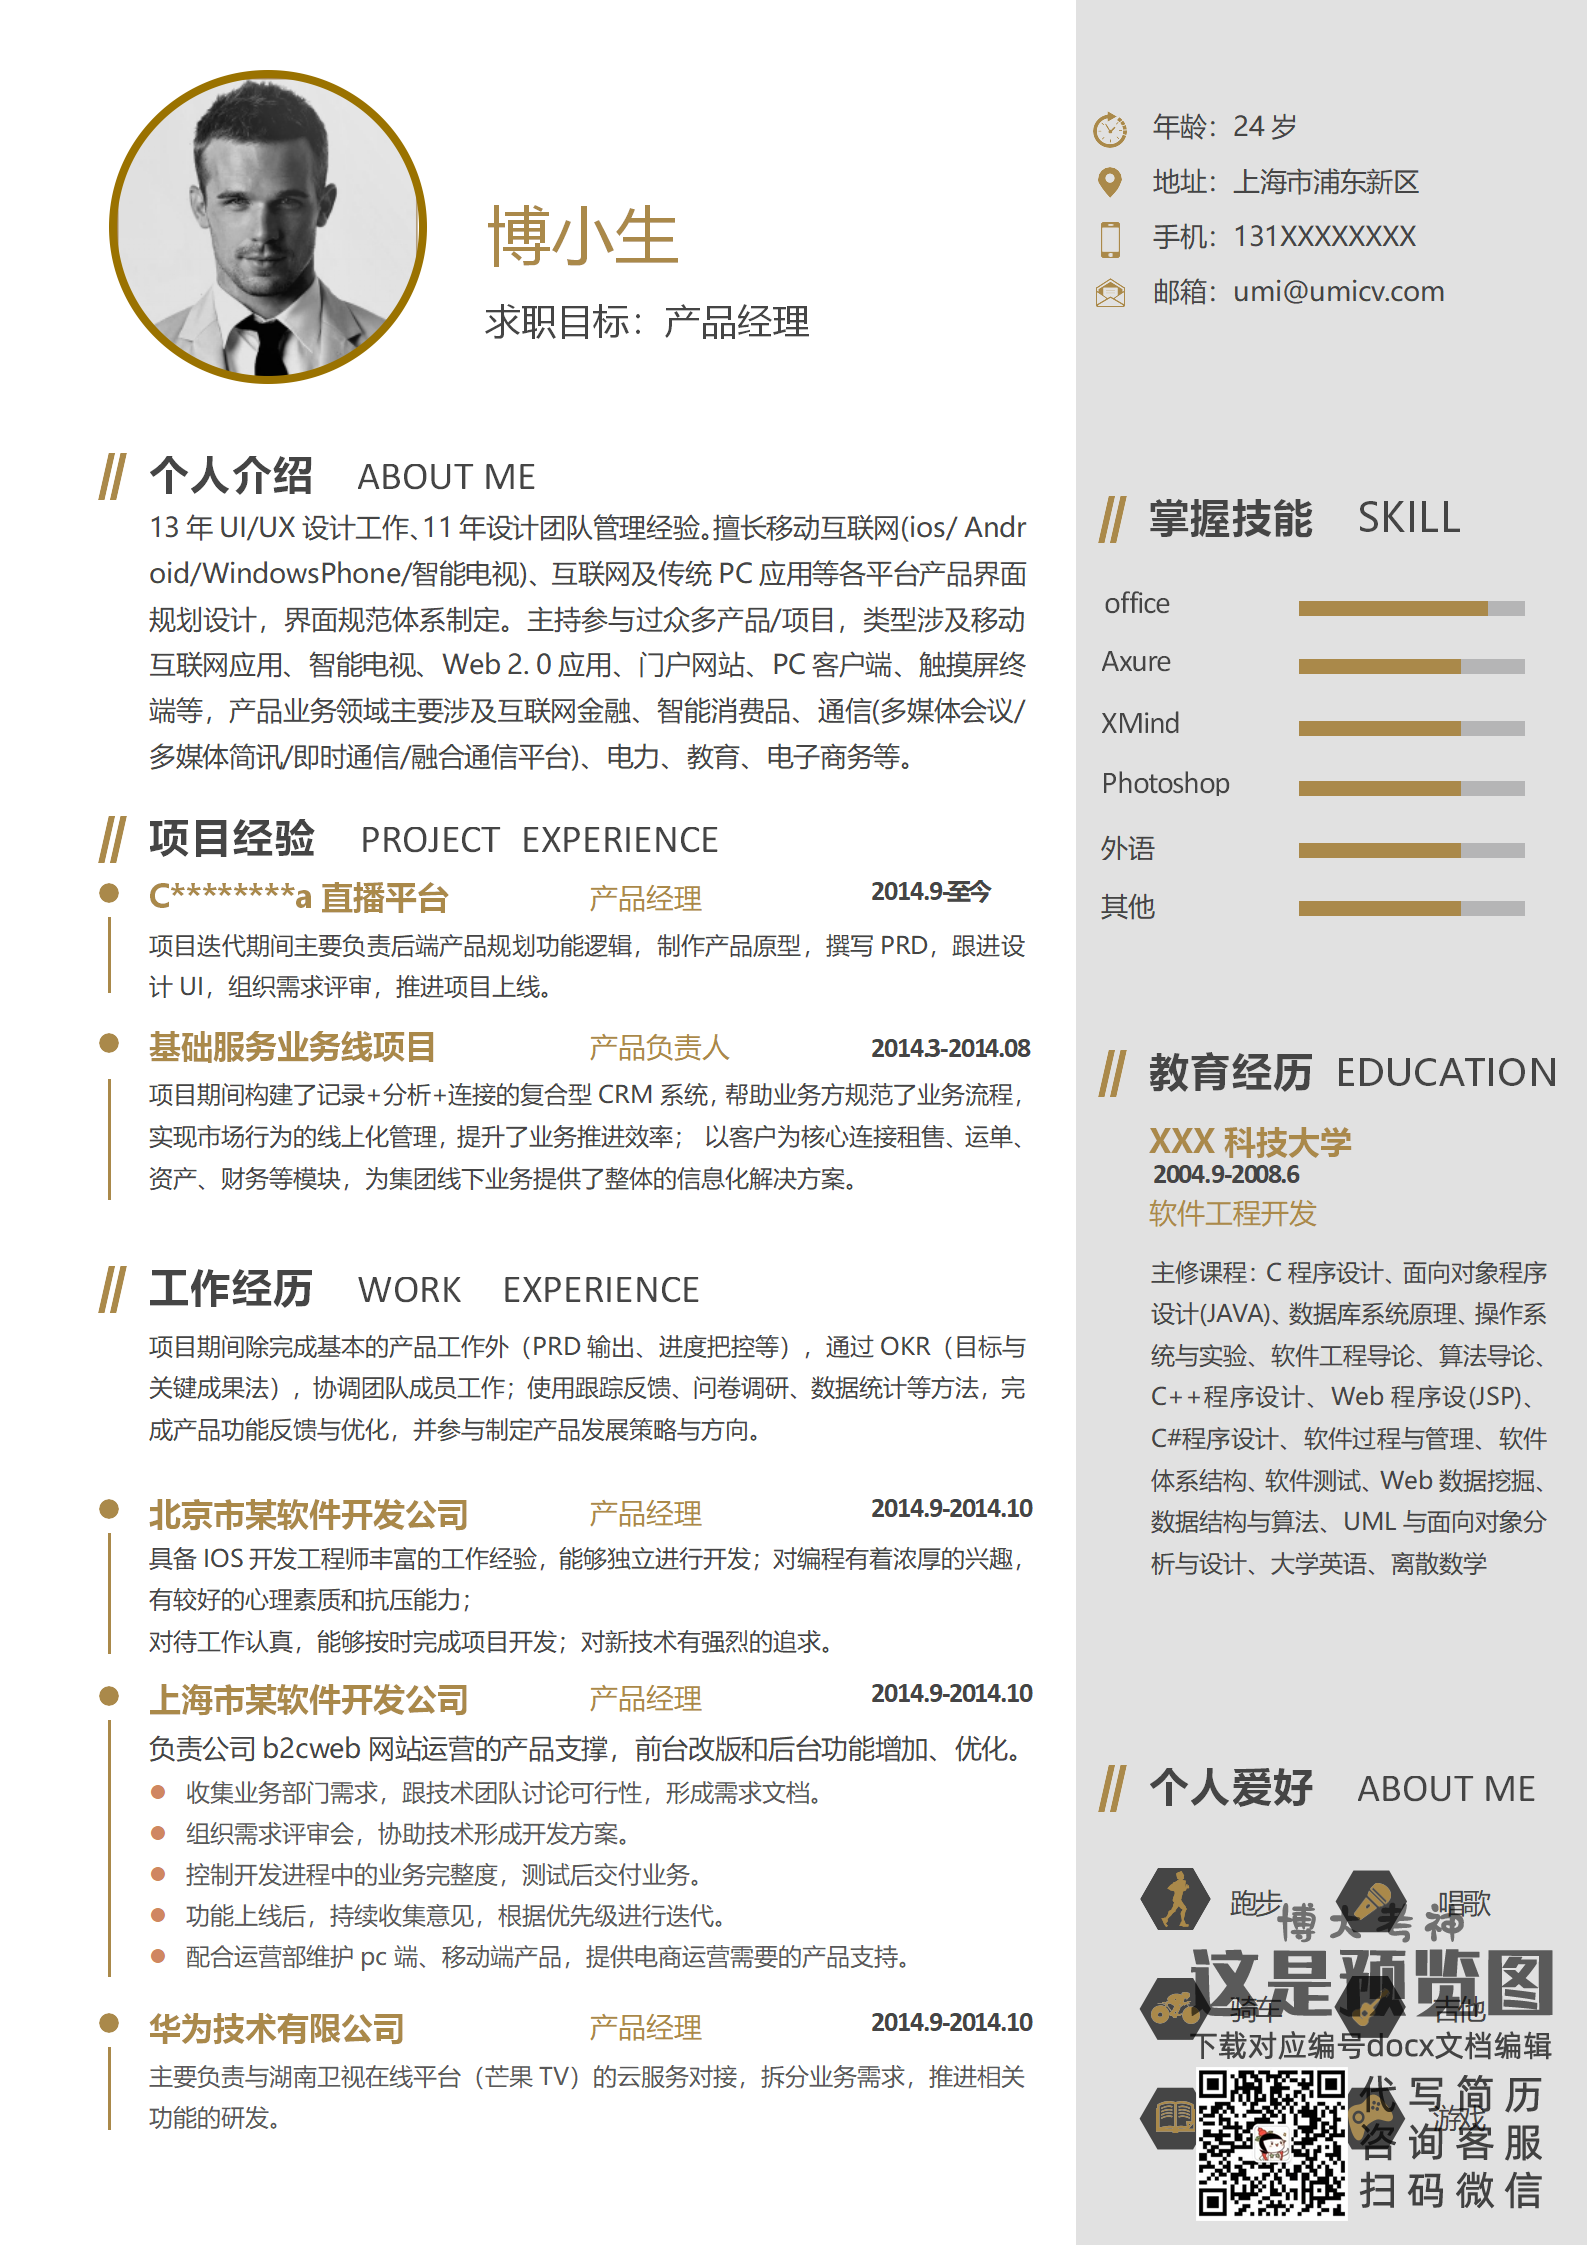 博小生
求职目标：产品经理
年龄：24 岁
地址：上海市浦东新区
手机：131XXXXXXXX
邮箱：umi@umicv.com
个人介绍 ABOUT ME
13 年 UI/UX 设计工作、11 年设计团队管理经验。擅长移动互联网(ios/ Andr
oid/WindowsPhone/智能电视)、互联网及传统 PC 应用等各平台产品界面
规划设计，界面规范体系制定。主持参与过众多产品/项目，类型涉及移动
互联网应用、智能电视、Web 2. 0 应用、门户网站、PC 客户端、触摸屏终
端等，产品业务领域主要涉及互联网金融、智能消费品、通信(多媒体会议/
多媒体简讯/即时通信/融合通信平台)、电力、教育、电子商务等。
项目经验 PROJECT EXPERIENCE
C********a 直播平台 产品经理 2014.9-至今
项目迭代期间主要负责后端产品规划功能逻辑，制作产品原型，撰写 PRD，跟进设
计 UI，组织需求评审，推进项目上线。
基础服务业务线项目 产品负责人 2014.3-2014.08
项目期间构建了记录+分析+连接的复合型 CRM 系统，帮助业务方规范了业务流程，
实现市场行为的线上化管理，提升了业务推进效率； 以客户为核心连接租售、运单、
资产、财务等模块，为集团线下业务提供了整体的信息化解决方案。
工作经历 WORK EXPERIENCE
项目期间除完成基本的产品工作外（PRD 输出、进度把控等），通过 OKR（目标与
关键成果法），协调团队成员工作；使用跟踪反馈、问卷调研、数据统计等方法，完
成产品功能反馈与优化，并参与制定产品发展策略与方向。
北京市某软件开发公司 产品经理 2014.9-2014.10
具备 IOS 开发工程师丰富的工作经验，能够独立进行开发；对编程有着浓厚的兴趣，
有较好的心理素质和抗压能力；
对待工作认真，能够按时完成项目开发；对新技术有强烈的追求。
上海市某软件开发公司 产品经理 2014.9-2014.10
负责公司 b2cweb 网站运营的产品支撑，前台改版和后台功能增加、优化。
收集业务部门需求，跟技术团队讨论可行性，形成需求文档。
组织需求评审会，协助技术形成开发方案。
控制开发进程中的业务完整度，测试后交付业务。
功能上线后，持续收集意见，根据优先级进行迭代。
配合运营部维护 pc 端、移动端产品，提供电商运营需要的产品支持。
华为技术有限公司 产品经理 2014.9-2014.10
主要负责与湖南卫视在线平台（芒果 TV）的云服务对接，拆分业务需求，推进相关
功能的研发。
掌握技能 SKILL
office
Axure
XMind
Photoshop
外语
其他
教育经历 EDUCATION
XXX 科技大学
2004.9-2008.6
软件工程开发
主修课程：C 程序设计、面向对象程序
设计(JAVA)、数据库系统原理、操作系
统与实验、软件工程导论、算法导论、
C++程序设计、Web 程序设(JSP)、
C#程序设计、软件过程与管理、软件
体系结构、软件测试、Web 数据挖掘、
数据结构与算法、UML 与面向对象分
析与设计、大学英语、离散数学
个人爱好 ABOUT ME
跑步 唱歌
博大考神
这是预览图
骑车 吉他
下载对应编号docx文档编辑
游戏
代写简历
咨询客服
扫码微信